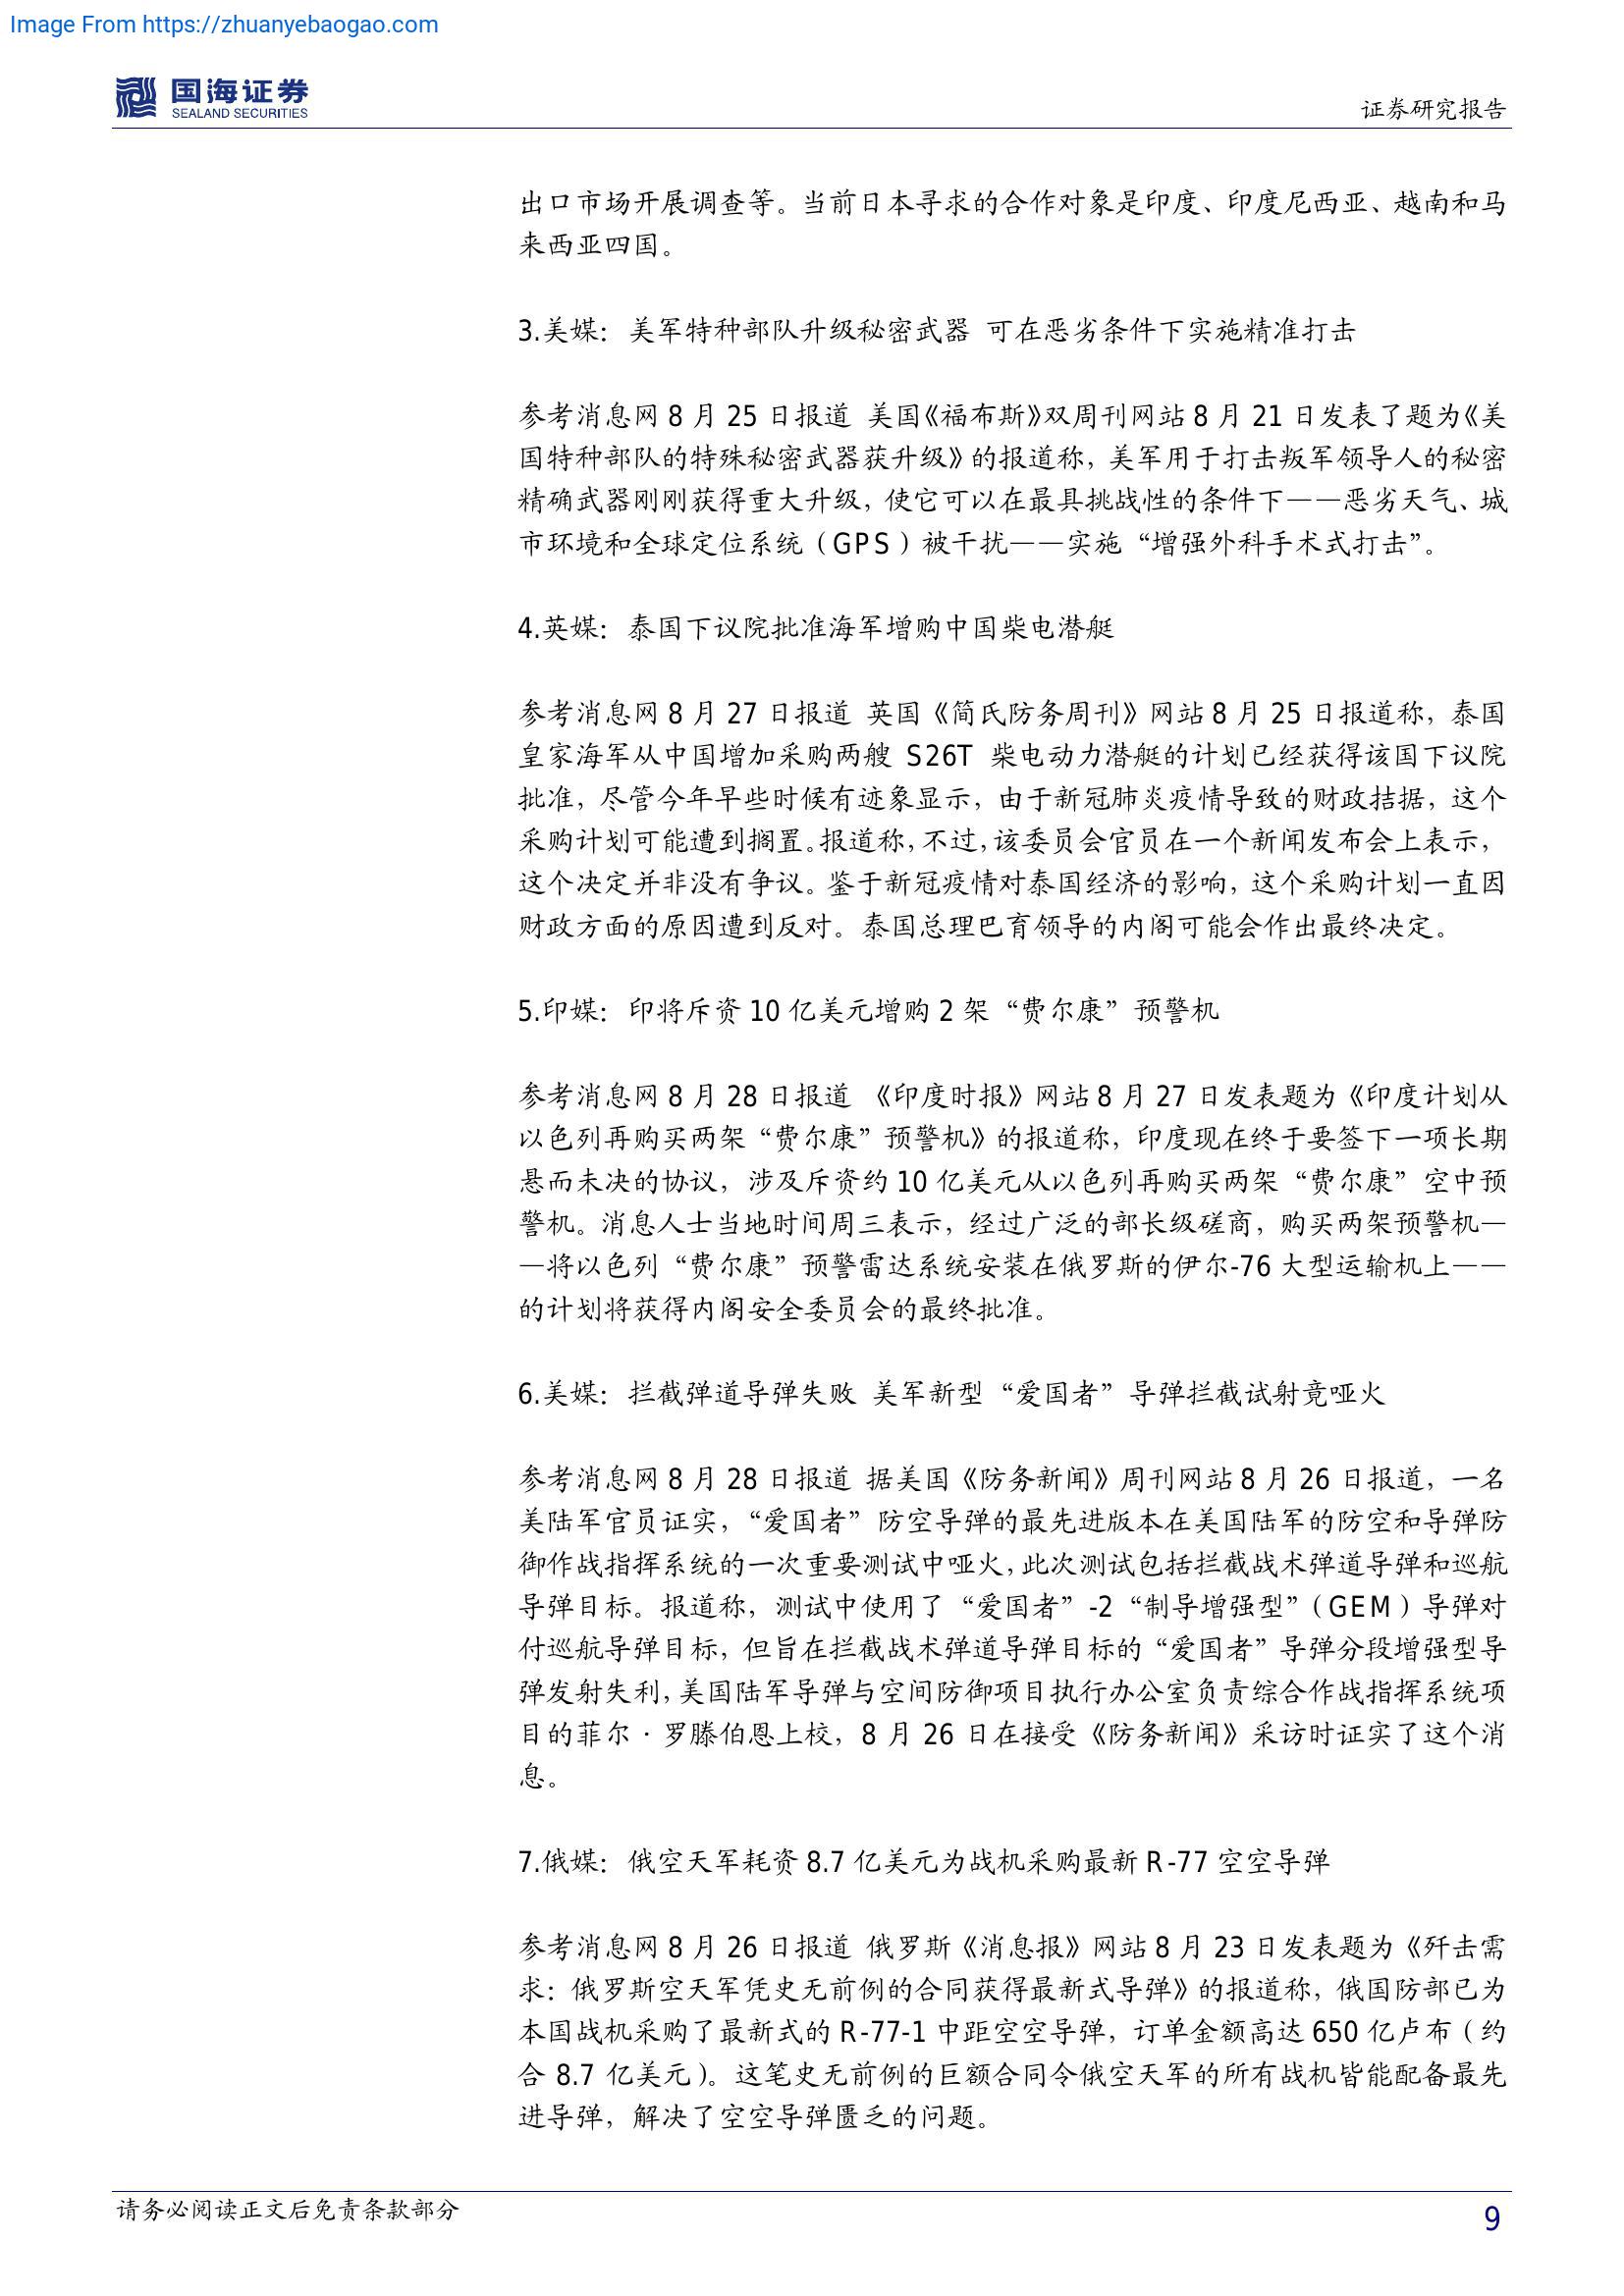 Image From https://zhuanyebaogao.com
国海证券
SEALAND SECURITIES
证券研究报告
出口市场开展调查等。当前日本寻求的合作对象是印度、印度尼西亚、越南和马
来西亚四国。
3.美媒：美军特种部队升级秘密武器 可在恶劣条件下实施精准打击
参考消息网 8 月 25 日报道 美国《福布斯》双周刊网站 8 月 21 日发表了题为《美
国特种部队的特殊秘密武器获升级》的报道称，美军用于打击叛军领导人的秘密
精确武器刚刚获得重大升级，使它可以在最具挑战性的条件下——恶劣天气、城
市环境和全球定位系统（GPS）被干扰——实施“增强外科手术式打击”。
4.英媒：泰国下议院批准海军增购中国柴电潜艇
参考消息网 8 月 27 日报道 英国《简氏防务周刊》网站 8 月 25 日报道称，泰国
皇家海军从中国增加采购两艘 S26T 柴电动力潜艇的计划已经获得该国下议院
批准，尽管今年早些时候有迹象显示，由于新冠肺炎疫情导致的财政拮据，这个
采购计划可能遭到搁置。报道称，不过，该委员会官员在一个新闻发布会上表示，
这个决定并非没有争议。鉴于新冠疫情对泰国经济的影响，这个采购计划一直因
财政方面的原因遭到反对。泰国总理巴育领导的内阁可能会作出最终决定。
5.印媒：印将斥资 10 亿美元增购 2 架“费尔康”预警机
参考消息网 8 月 28 日报道 《印度时报》网站 8 月 27 日发表题为《印度计划从
以色列再购买两架“费尔康”预警机》的报道称，印度现在终于要签下一项长期
悬而未决的协议，涉及斥资约 10 亿美元从以色列再购买两架“费尔康”空中预
警机。消息人士当地时间周三表示，经过广泛的部长级磋商，购买两架预警机—
—将以色列“费尔康”预警雷达系统安装在俄罗斯的伊尔-76 大型运输机上——
的计划将获得内阁安全委员会的最终批准。
6.美媒：拦截弹道导弹失败 美军新型“爱国者”导弹拦截试射竟哑火
参考消息网 8 月 28 日报道 据美国《防务新闻》周刊网站 8 月 26 日报道，一名
美陆军官员证实，“爱国者”防空导弹的最先进版本在美国陆军的防空和导弹防
御作战指挥系统的一次重要测试中哑火，此次测试包括拦截战术弹道导弹和巡航
导弹目标。报道称，测试中使用了“爱国者”-2“制导增强型”（GEM）导弹对
付巡航导弹目标，但旨在拦截战术弹道导弹目标的“爱国者”导弹分段增强型导
弹发射失利，美国陆军导弹与空间防御项目执行办公室负责综合作战指挥系统项
目的菲尔·罗滕伯恩上校，8 月 26 日在接受《防务新闻》采访时证实了这个消
息。
7.俄媒：俄空天军耗资 8.7 亿美元为战机采购最新 R-77 空空导弹
参考消息网 8 月 26 日报道 俄罗斯《消息报》网站 8 月 23 日发表题为《歼击需
求：俄罗斯空天军凭史无前例的合同获得最新式导弹》的报道称，俄国防部已为
本国战机采购了最新式的 R-77-1 中距空空导弹，订单金额高达 650 亿卢布（约
合 8.7 亿美元）。这笔史无前例的巨额合同令俄空天军的所有战机皆能配备最先
进导弹，解决了空空导弹匮乏的问题。
请务必阅读正文后免责条款部分
9